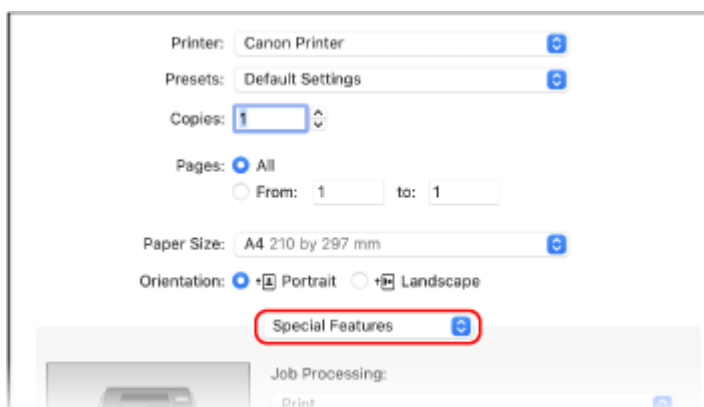 Printer: Canon Printer
Presets: Default Settings
Copies: 1
Pages: All
From: 1 to: 1
Paper Size: A4 210 by 297 mm
Orientation: Portrait Landscape
Special Features
Job Processing:
Print